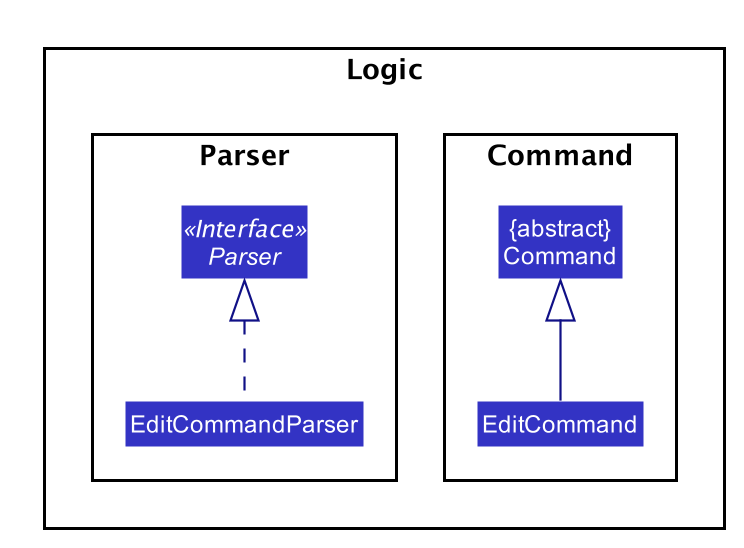 Logic
Parser
«Interface»
Parser
EditCommandParser
Command
{abstract}
Command
EditCommand